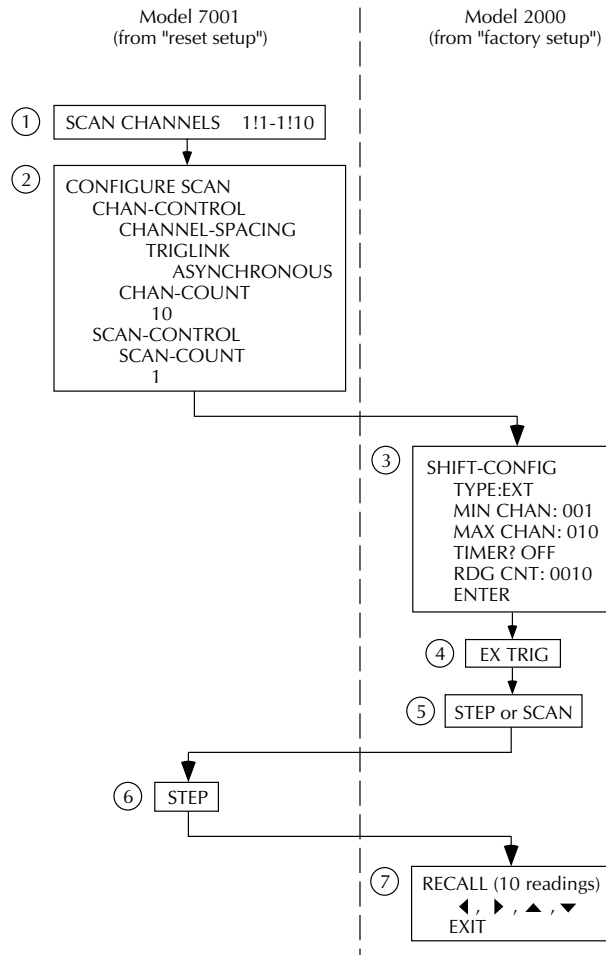 Model 7001
(from "reset setup")
Model 2000
(from "factory setup")
1
SCAN CHANNELS 1!1-1!10
2
CONFIGURE SCAN
CHAN-CONTROL
CHANNEL-SPACING
TRIGLINK
ASYNCHRONOUS
CHAN-COUNT
10
SCAN-CONTROL
SCAN-COUNT
1
3
SHIFT-CONFIG
TYPE:EXT
MIN CHAN: 001
MAX CHAN: 010
TIMER? OFF
RDG CNT: 0010
ENTER
4
EX TRIG
5
STEP or SCAN
6
STEP
7
RECALL (10 readings)
◀ , ▶ , ▲ , ▼
EXIT